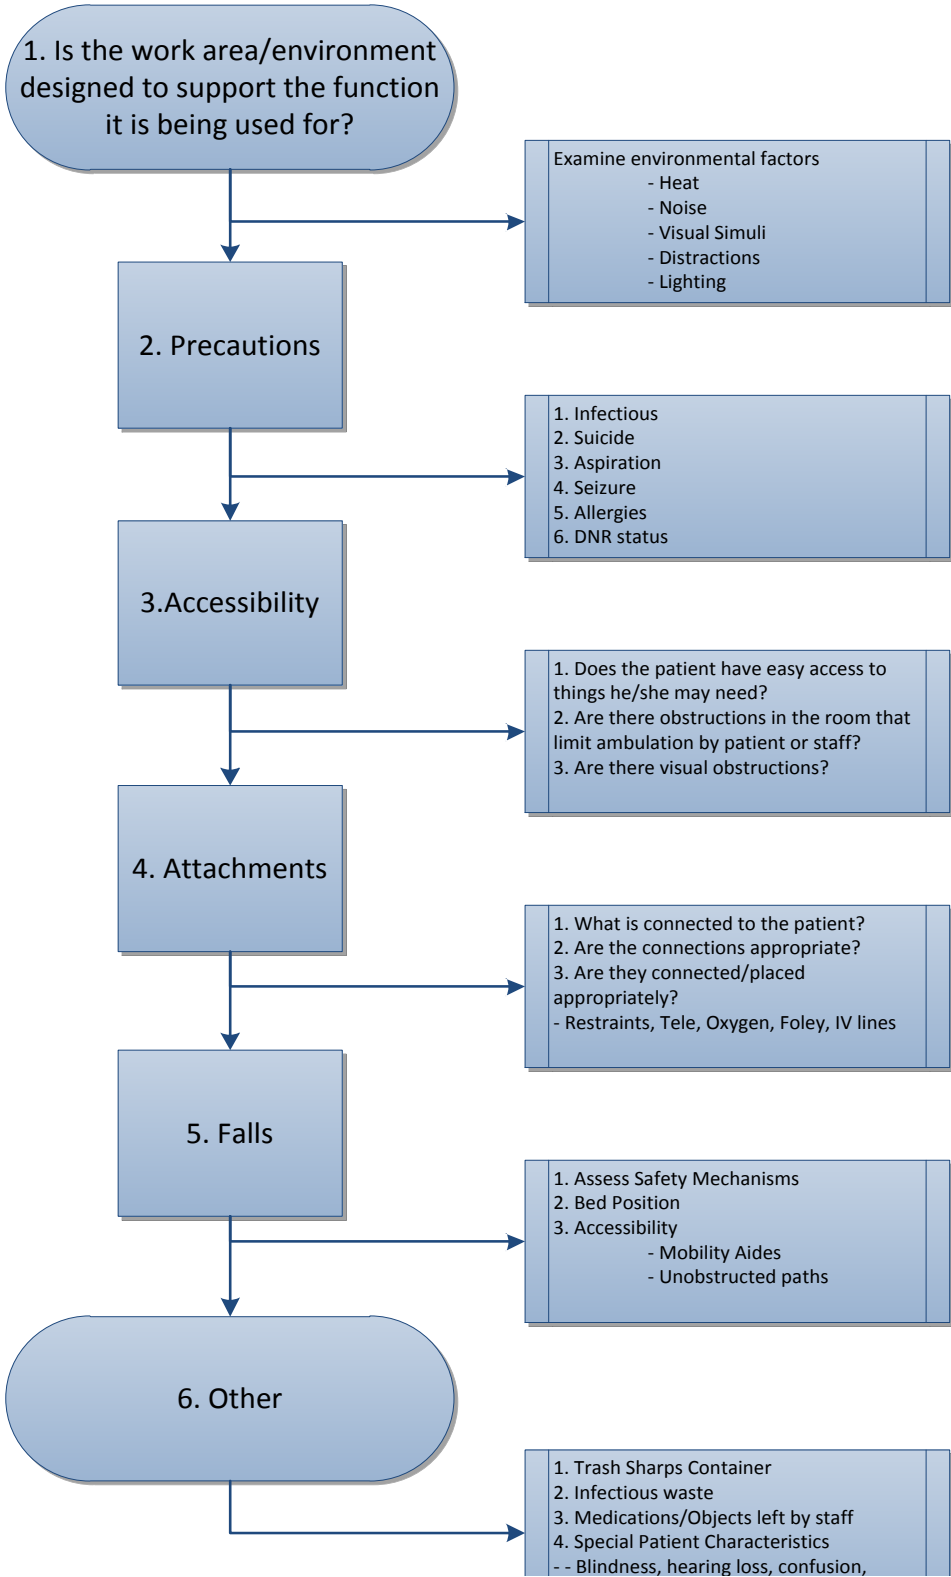 1. Is the work area/environment
designed to support the function
it is being used for?
Examine environmental factors
- Heat
- Noise
- Visual Simuli
- Distractions
- Lighting
2. Precautions
1. Infectious
2. Suicide
3. Aspiration
4. Seizure
5. Allergies
6. DNR status
3.Accessibility
1. Does the patient have easy access to
things he/she may need?
2. Are there obstructions in the room that
limit ambulation by patient or staff?
3. Are there visual obstructions?
4. Attachments
1. What is connected to the patient?
2. Are the connections appropriate?
3. Are they connected/placed
appropriately?
- Restraints, Tele, Oxygen, Foley, IV lines
5. Falls
1. Assess Safety Mechanisms
2. Bed Position
3. Accessibility
- Mobility Aides
- Unobstructed paths
6. Other
1. Trash Sharps Container
2. Infectious waste
3. Medications/Objects left by staff
4. Special Patient Characteristics
- - Blindness, hearing loss, confusion,